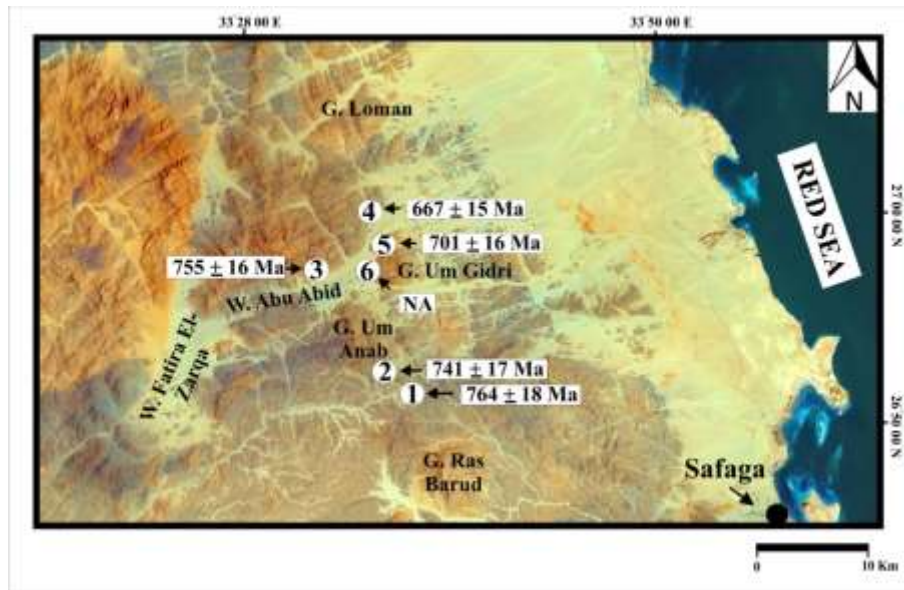 33 28 00 E
33 50 00 E
N
G. Loman
RED SEA
4
667 ± 15 Ma
27 00 00 N
5
701 ± 16 Ma
755 ± 16 Ma
3
6
G. Um Gidri
W. Abu Abid
NA
G. Um
Anab
W. Fatira El-
Zarqa
2
741 ± 17 Ma
1
764 ± 18 Ma
26 50 00 N
G. Ras
Barud
Safaga
0
10 Km